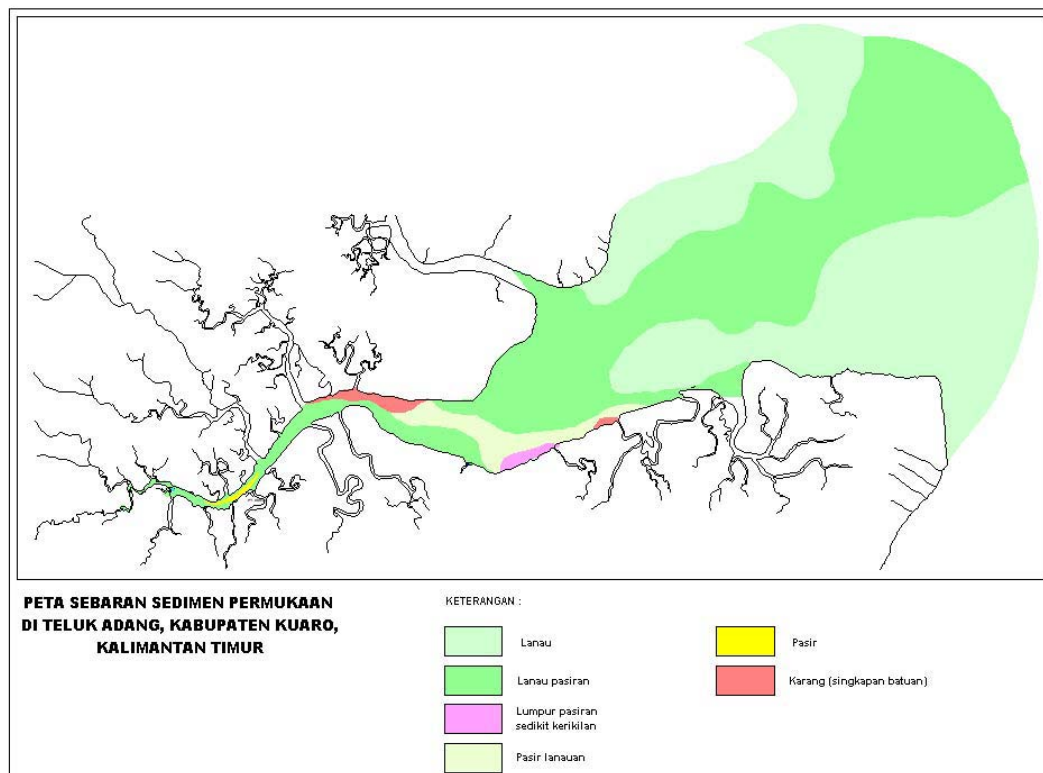 PETA SEBARAN SEDIMEN PERMUKAAN
DI TELUK ADANG, KABUPATEN KUARO,
KALIMANTAN TIMUR
KETERANGAN :
Lanau
Lanau pasiran
Lumpur pasiran
sedikit kerikilan
Pasir lanauan
Pasir
Karang (singkapan batuan)